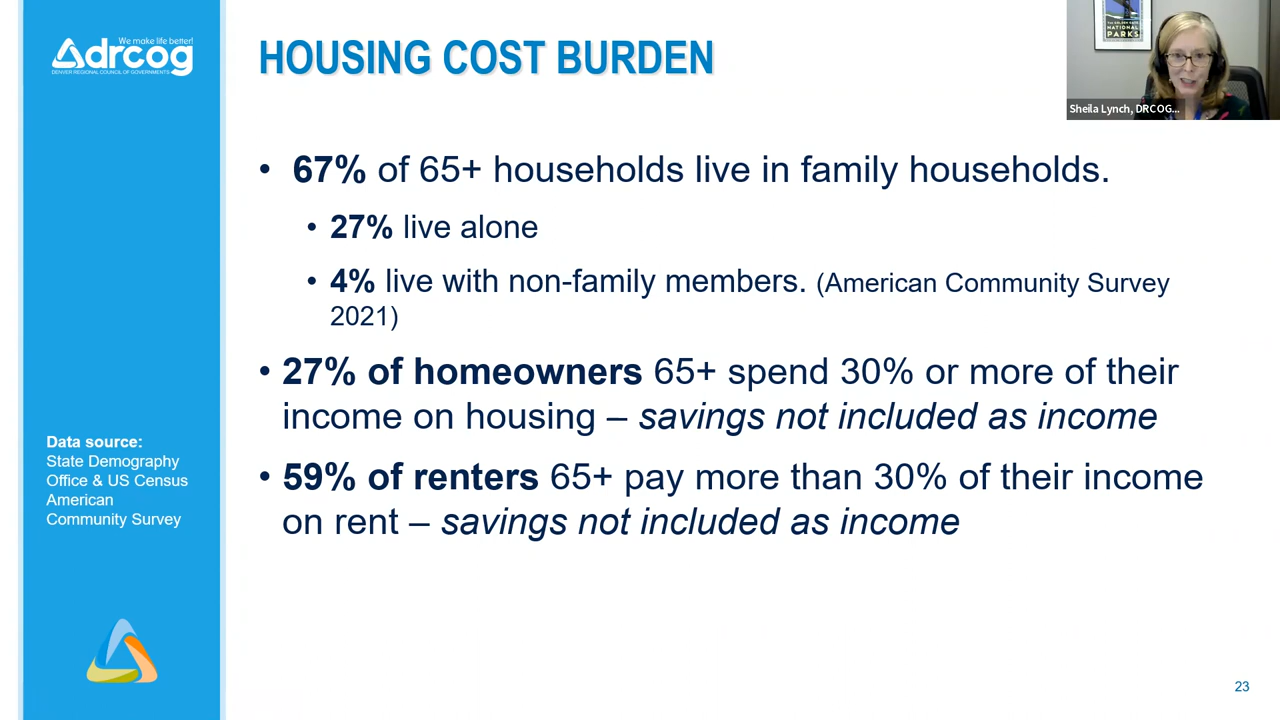 We make life better!
drcog
DENVER REGIONAL COUNCIL OF GOVERNMENTS
HOUSING COST BURDEN
NATIONAL
PARKS
Sheila Lynch, DRCOG...
• 67% of 65+ households live in family households.
• 27% live alone
• 4% live with non-family members. (American Community Survey
2021)
• 27% of homeowners 65+ spend 30% or more of their
income on housing – savings not included as income
• 59% of renters 65+ pay more than 30% of their income
on rent – savings not included as income
Data source:
State Demography
Office & US Census
American
Community Survey
23